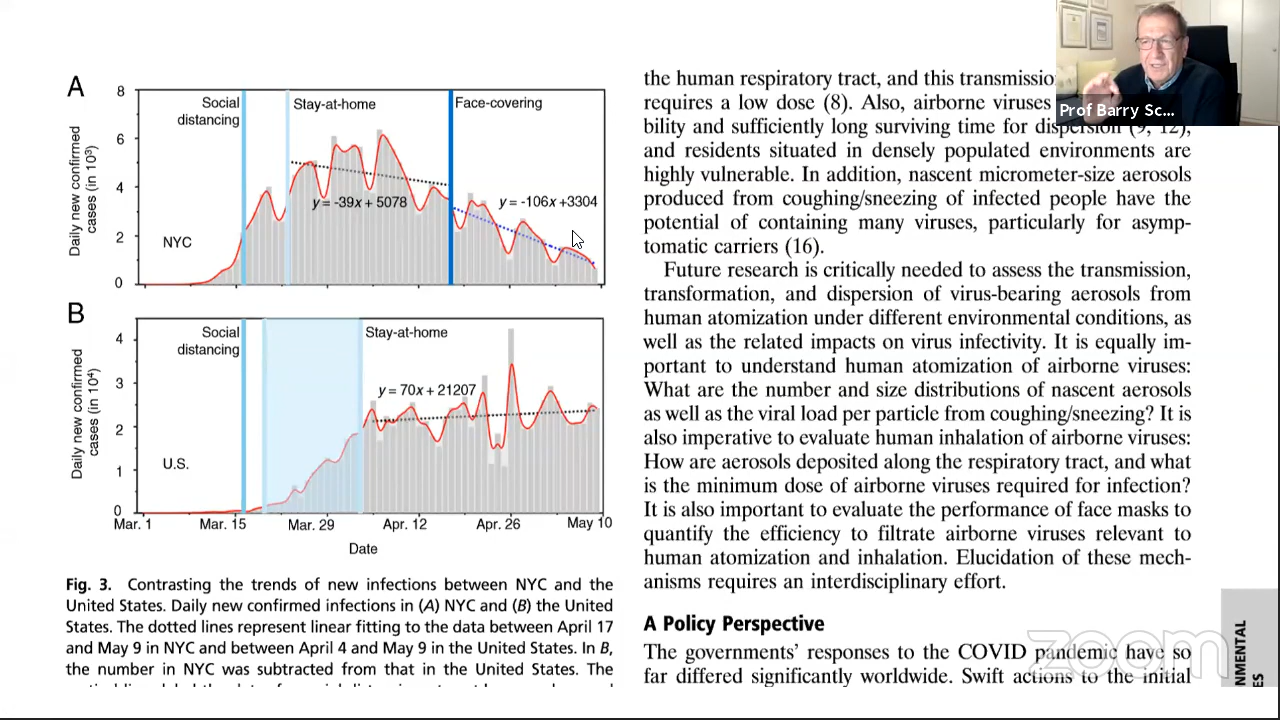 A
8
6
4
2
0
Daily new confirmed
cases (in 10³)
Social
distancing
Stay-at-home
Face-covering
y = -39x + 5078
y = -106x +3304
NYC
B
4
3
2
1
0
Daily new confirmed
cases (in 10⁴)
Social
distancing
Stay-at-home
y = 70x + 21207
U.S.
Mar. 1
Mar. 15
Mar. 29
Apr. 12
Apr. 26
May 10
Date
Fig. 3. Contrasting the trends of new infections between NYC and the
United States. Daily new confirmed infections in (A) NYC and (B) the United
States. The dotted lines represent linear fitting to the data between April 17
and May 9 in NYC and between April 4 and May 9 in the United States. In B,
the number in NYC was subtracted from that in the United States. The
the human respiratory tract, and this
requires a low dose (8). Also, airborne viruses
bility and sufficiently long surviving time for dispersion (9, 12),
and residents situated in densely populated environments are
highly vulnerable. In addition, nascent micrometer-size aerosols
produced from coughing/sneezing of infected people have the
potential of containing many viruses, particularly for asymp-
tomatic carriers (16).
Future research is critically needed to assess the transmission,
transformation, and dispersion of virus-bearing aerosols from
human atomization under different environmental conditions, as
well as the related impacts on virus infectivity. It is equally im-
portant to understand human atomization of airborne viruses:
What are the number and size distributions of nascent aerosols
as well as the viral load per particle from coughing/sneezing? It is
also imperative to evaluate human inhalation of airborne viruses:
How are aerosols deposited along the respiratory tract, and what
is the minimum dose of airborne viruses required for infection?
It is also important to evaluate the performance of face masks to
quantify the efficiency to filtrate airborne viruses relevant to
human atomization and inhalation. Elucidation of these mech-
anisms requires an interdisciplinary effort.
A Policy Perspective
The governments' responses to the COVID pandemic have so
far differed significantly worldwide. Swift actions to the initial
Prof Barry Sc...
zoom
NMENTAL
ES